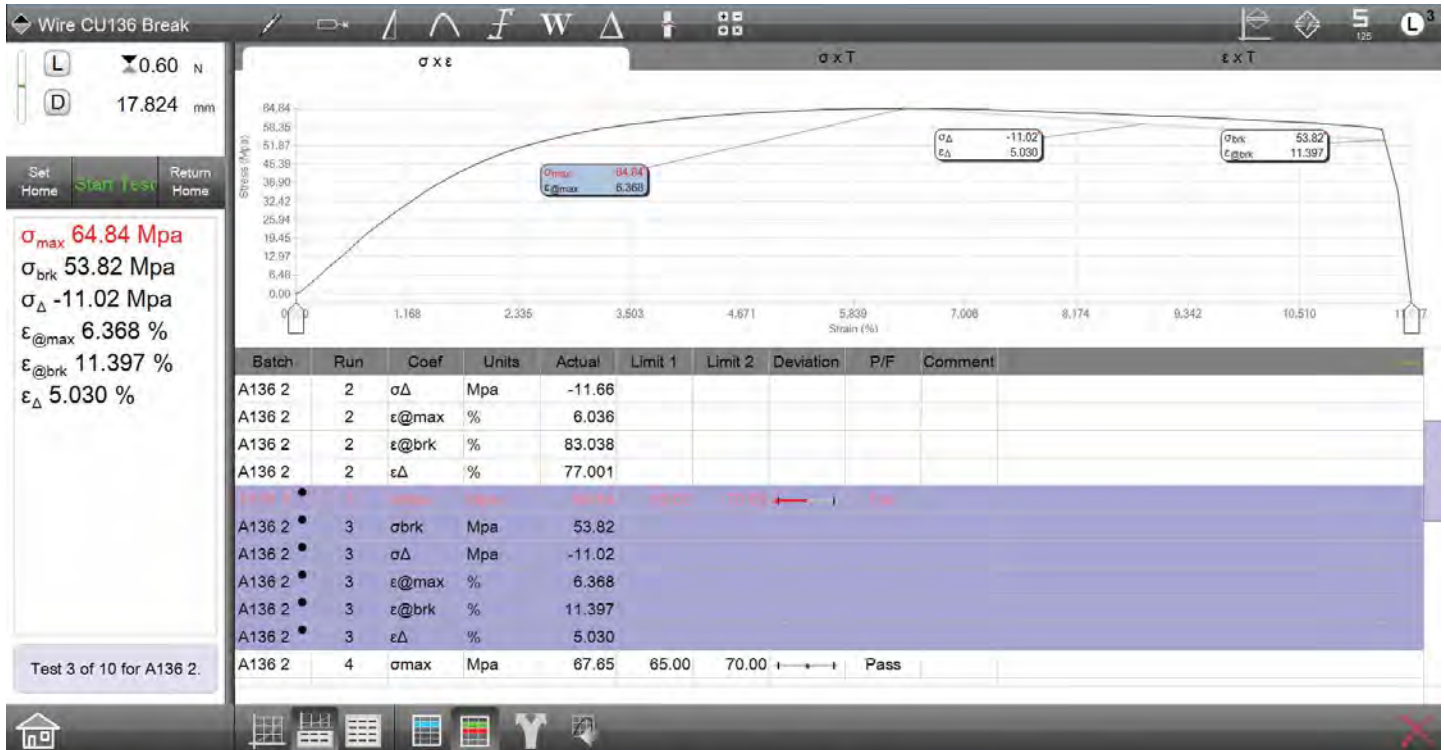 Wire CU136 Break
W
S
125
L
3
L
0.60 N
D
17.824 mm
Set Home
Start Test
Return Home
σmax 64.84 Mpa
σbrk 53.82 Mpa
σΔ -11.02 Mpa
ε@max 6.368 %
ε@brk 11.397 %
εΔ 5.030 %
Test 3 of 10 for A136 2.
σ x ε
σ x T
ε x T
Stress (Mpa)
64.84
58.35
51.87
45.39
38.90
32.42
25.94
19.45
12.97
6.48
0.00
σmax 64.84
ε@max 6.368
σΔ -11.02
εΔ 5.030
σbrk 53.82
ε@brk 11.397
1.168 2.335 3.503 4.671 5.839 7.006 8.174 9.342 10.510
Strain (%)
Batch Run Coef Units Actual Limit 1 Limit 2 Deviation P/F Comment
A136 2 2 σΔ Mpa -11.66
A136 2 2 ε@max % 6.036
A136 2 2 ε@brk % 83.038
A136 2 2 εΔ % 77.001
A136 2 3 σbrk Mpa 53.82
A136 2 3 σΔ Mpa -11.02
A136 2 3 ε@max % 6.368
A136 2 3 ε@brk % 11.397
A136 2 3 εΔ % 5.030
A136 2 4 σmax Mpa 67.65 65.00 70.00 Pass